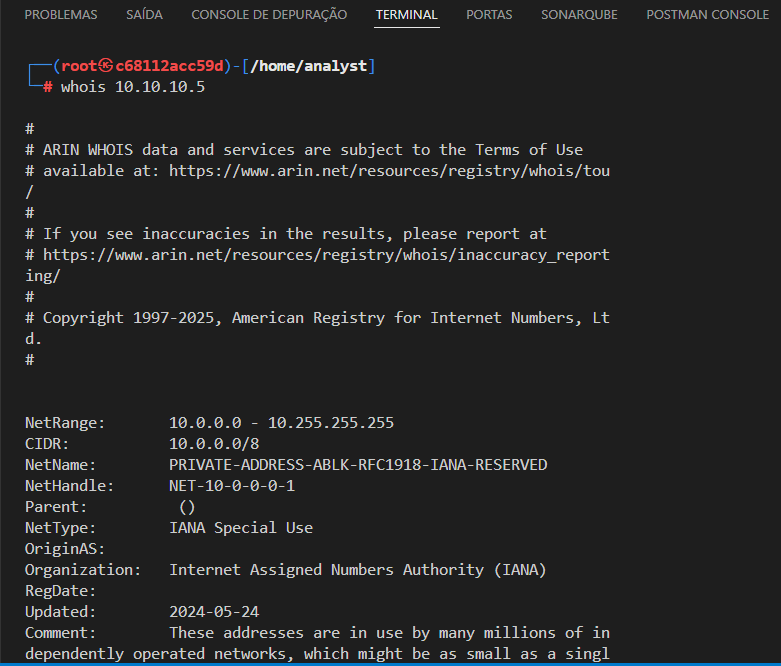 PROBLEMAS SAÍDA CONSOLE DE DEPURAÇÃO TERMINAL PORTAS SONARQUBE POSTMAN CONSOLE
┌──(root㉿c68112acc59d)-[/home/analyst]
└─# whois 10.10.10.5
#
# ARIN WHOIS data and services are subject to the Terms of Use
# available at: https://www.arin.net/resources/registry/whois/tou
/
#
# If you see inaccuracies in the results, please report at
# https://www.arin.net/resources/registry/whois/inaccuracy_report
ing/
#
# Copyright 1997-2025, American Registry for Internet Numbers, Lt
d.
#
NetRange: 10.0.0.0 - 10.255.255.255
CIDR: 10.0.0.0/8
NetName: PRIVATE-ADDRESS-ABLK-RFC1918-IANA-RESERVED
NetHandle: NET-10-0-0-0-1
Parent: ()
NetType: IANA Special Use
OriginAS:
Organization: Internet Assigned Numbers Authority (IANA)
RegDate:
Updated: 2024-05-24
Comment: These addresses are in use by many millions of in
dependently operated networks, which might be as small as a singl